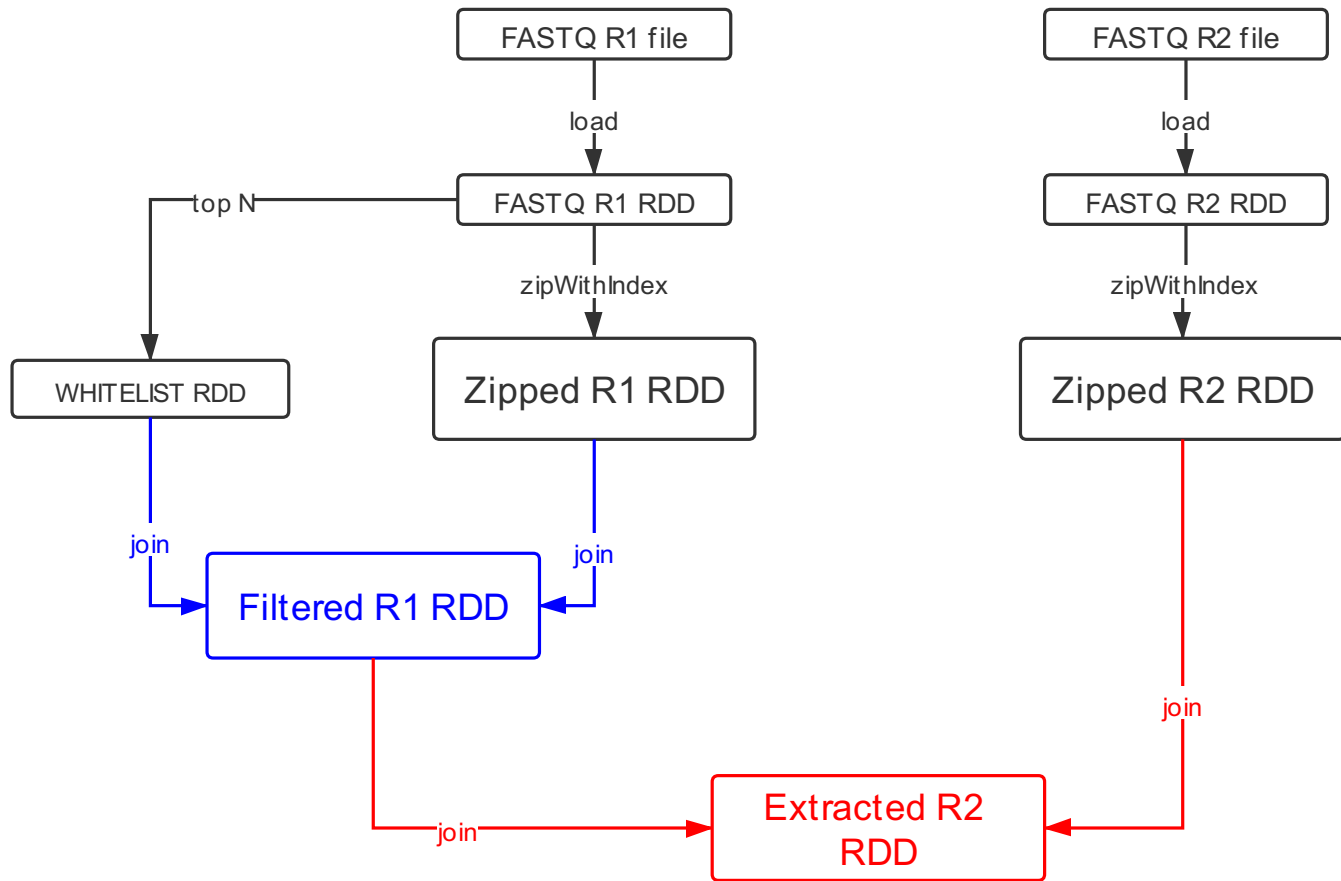 FASTQ R1 file
FASTQ R2 file
load
load
FASTQ R1 RDD
FASTQ R2 RDD
top N
zipWithIndex
zipWithIndex
WHITELIST RDD
Zipped R1 RDD
Zipped R2 RDD
join
join
Filtered R1 RDD
join
Extracted R2
RDD
join